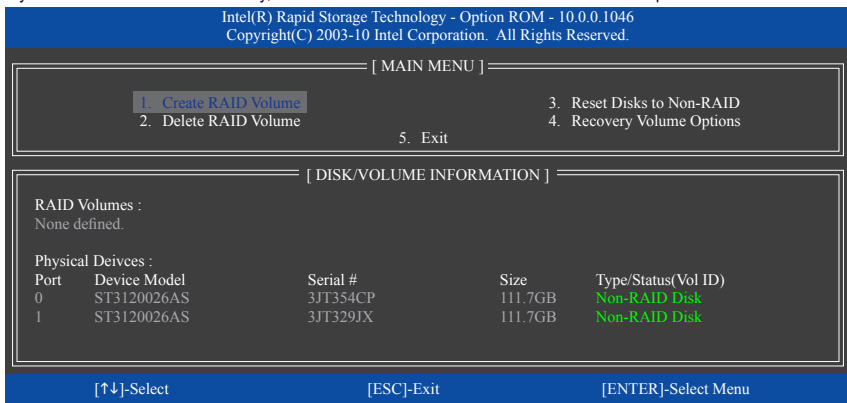 Intel(R) Rapid Storage Technology - Option ROM - 10.0.0.1046
Copyright(C) 2003-10 Intel Corporation. All Rights Reserved.
[ MAIN MENU ]
1. Create RAID Volume 3. Reset Disks to Non-RAID
2. Delete RAID Volume 4. Recovery Volume Options
5. Exit
[ DISK/VOLUME INFORMATION ]
RAID Volumes :
None defined.
Physical Deivces :
Port Device Model Serial # Size Type/Status(Vol ID)
0 ST3120026AS 3JT354CP 111.7GB Non-RAID Disk
1 ST3120026AS 3JT329JX 111.7GB Non-RAID Disk
[↑↓]-Select [ESC]-Exit [ENTER]-Select Menu